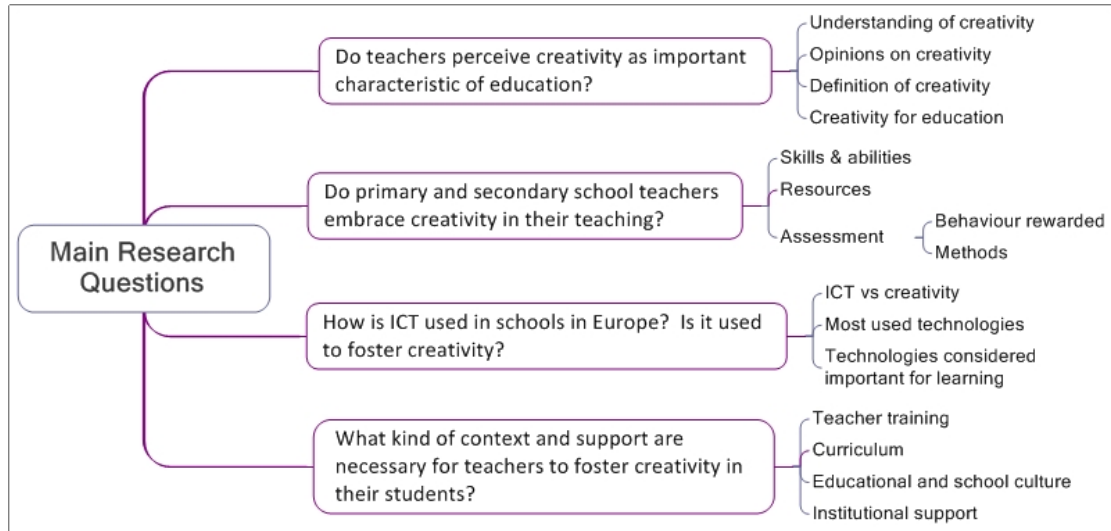 Main Research
Questions
Do teachers perceive creativity as important
characteristic of education?
Understanding of creativity
Opinions on creativity
Definition of creativity
Creativity for education
Do primary and secondary school teachers
embrace creativity in their teaching?
Skills & abilities
Resources
Assessment
Behaviour rewarded
Methods
How is ICT used in schools in Europe?  Is it used
to foster creativity?
ICT vs creativity
Most used technologies
Technologies considered
important for learning
What kind of context and support are
necessary for teachers to foster creativity in
their students?
Teacher training
Curriculum
Educational and school culture
Institutional support